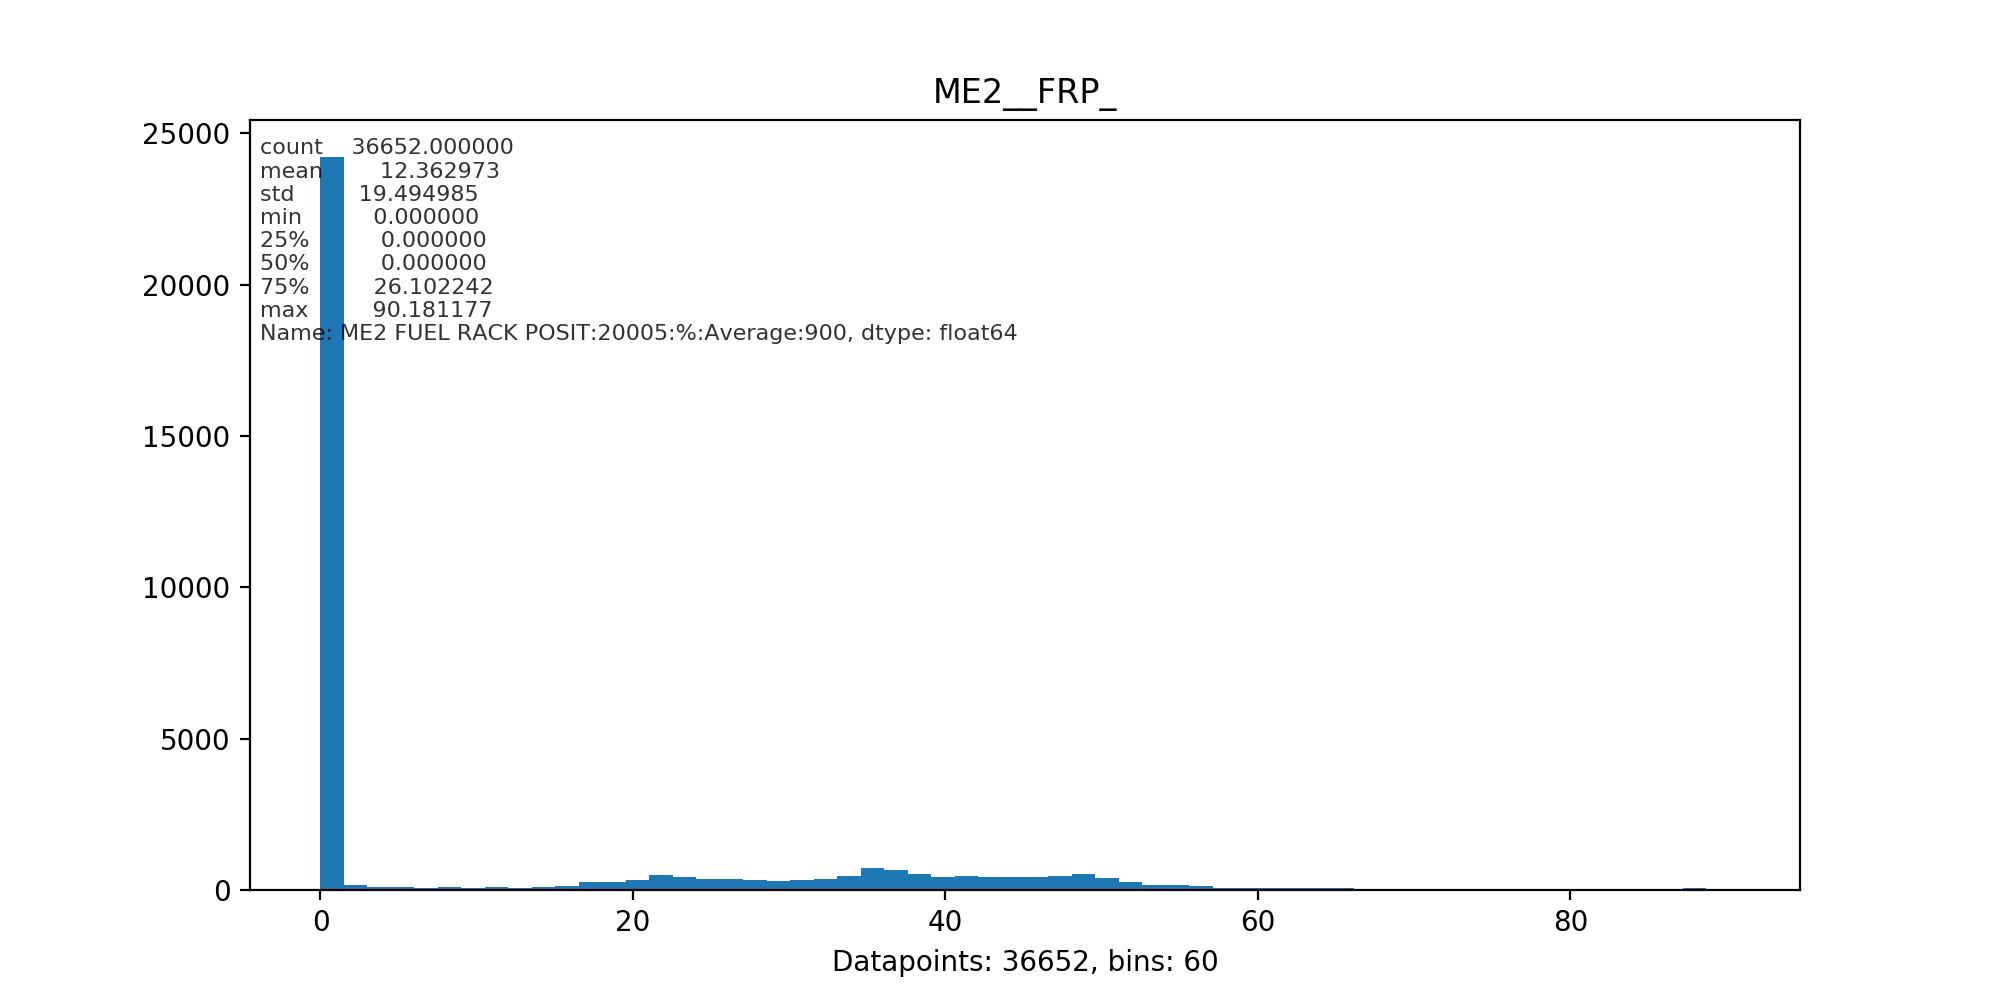 ME2__FRP_
25000
20000
15000
10000
5000
0
count 36652.000000
mean 12.362973
std 19.494985
min 0.000000
25% 0.000000
50% 0.000000
75% 26.102242
max 90.181177
Name: ME2 FUEL RACK POSIT:20005:%:Average:900, dtype: float64
0 20 40 60 80
Datapoints: 36652, bins: 60